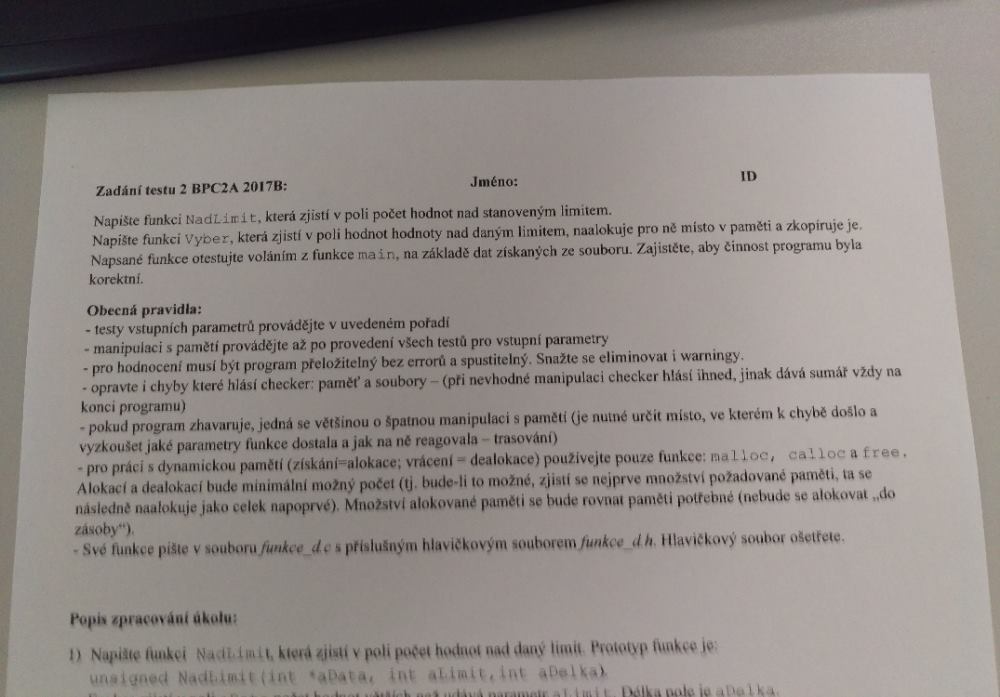 Zadání testu 2 BPC2A 2017B: Jméno: ID
Napište funkci NadLimit, která zjistí v poli počet hodnot nad stanoveným limitem.
Napište funkci Vyber, která zjistí v poli hodnot hodnoty nad daným limitem, naalokuje pro ně místo v paměti a zkopíruje je.
Napsané funkce otestujte voláním z funkce main, na základě dat získaných ze souboru. Zajistěte, aby činnost programu byla
korektní.
Obecná pravidla:
- testy vstupních parametrů provádějte v uvedeném pořadí
- manipulaci s pamětí provádějte až po provedení všech testů pro vstupní parametry
- pro hodnocení musí být program přeložitelný bez errorů a spustitelný. Snažte se eliminovat i warningy.
- opravte i chyby které hlásí checker: paměť a soubory – (při nevhodné manipulaci checker hlásí ihned, jinak dává sumář vždy na
konci programu)
- pokud program zhavaruje, jedná se většinou o špatnou manipulaci s pamětí (je nutné určit místo, ve kterém k chybě došlo a
vyzkoušet jaké parametry funkce dostala a jak na ně reagovala – trasování)
- pro práci s dynamickou pamětí (získání=alokace; vrácení = dealokace) používejte pouze funkce: malloc, calloc a free.
Alokací a dealokací bude minimální možný počet (tj. bude-li to možné, zjistí se nejprve množství požadované paměti, ta se
následně naalokuje jako celek napoprvé). Množství alokované paměti se bude rovnat paměti potřebné (nebude se alokovat „do
zásoby“).
- Své funkce pište v souboru funkce_d.c s příslušným hlavičkovým souborem funkce_d.h. Hlavičkový soubor ošetřete.
Popis zpracování úkolu:
1) Napište funkci NadLimit, která zjistí v poli počet hodnot nad daný limit. Prototyp funkce je:
unsigned NadLimit(int *aData, int aLimit,int aDelka)
počet hodnot větších než udává parametr aLimit. Délka pole je aDelka.